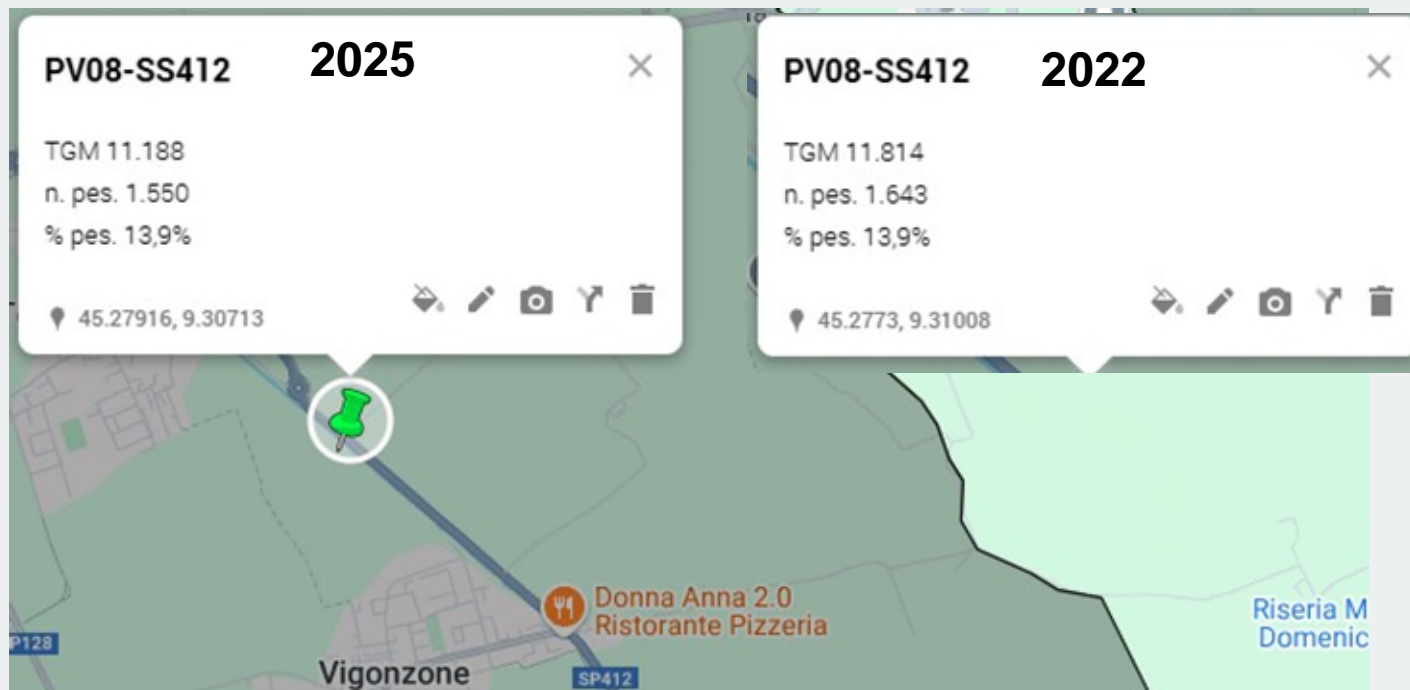 PV08-SS412 2025
TGM 11.188
n. pes. 1.550
% pes. 13,9%
45.27916, 9.30713
PV08-SS412 2022
TGM 11.814
n. pes. 1.643
% pes. 13,9%
45.2773, 9.31008
Donna Anna 2.0
Ristorante Pizzeria
Riseria M
Domenic
P128
Vigonzone
SP412